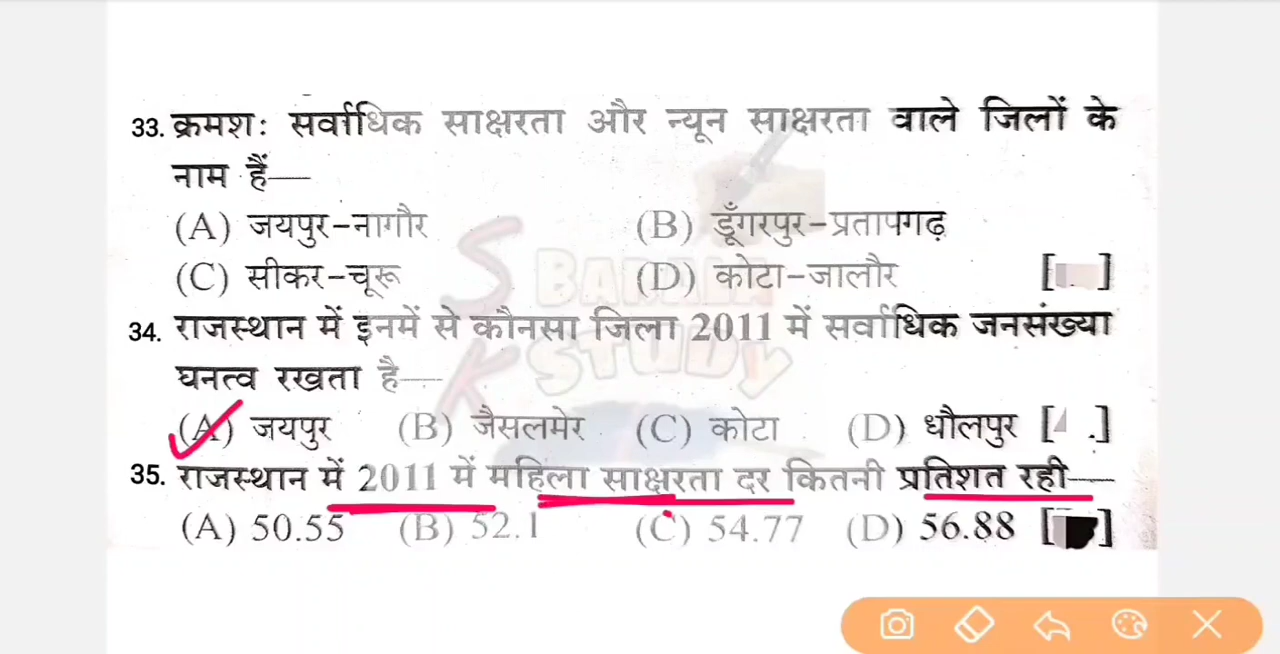 33. क्रमशः सर्वाधिक साक्षरता और न्यून साक्षरता वाले जिलों के
नाम हैं—
(A) जयपुर-नागौर (B) डूँगरपुर-प्रतापगढ़
(C) सीकर-चूरू (D) कोटा-जालौर [ ]
34. राजस्थान में इनमें से कौनसा जिला 2011 में सर्वाधिक जनसंख्या
घनत्व रखता है—
(A) जयपुर (B) जैसलमेर (C) कोटा (D) धौलपुर [ ]
35. राजस्थान में 2011 में महिला साक्षरता दर कितनी प्रतिशत रही—
(A) 50.55 (B) 52.1 (C) 54.77 (D) 56.88 [ ]